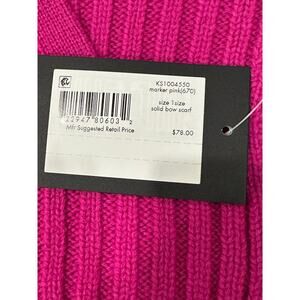 KS1004550
marker pink(670)
size 1size
solid bow scarf
22947 80603 2
Mfr Suggested Retail Price
$78.00